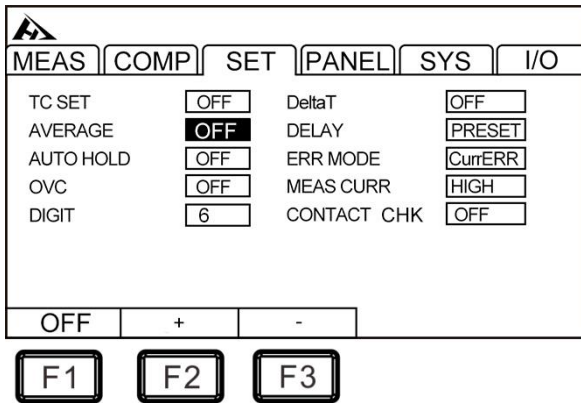 MEAS COMP SET PANEL SYS I/O
TC SET OFF DeltaT OFF
AVERAGE OFF DELAY PRESET
AUTO HOLD OFF ERR MODE CurrERR
OVC OFF MEAS CURR HIGH
DIGIT 6 CONTACT CHK OFF
OFF + -
F1 F2 F3